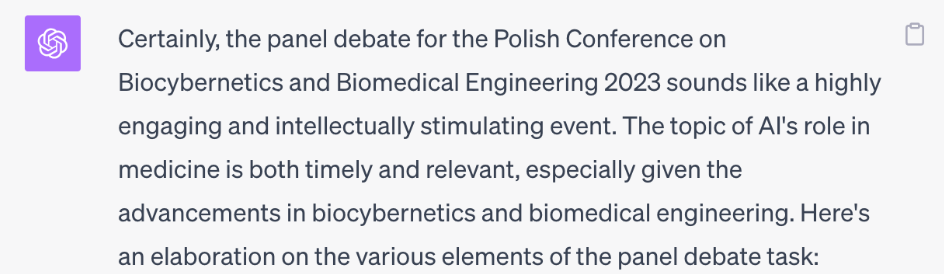 Certainly, the panel debate for the Polish Conference on
Biocybernetics and Biomedical Engineering 2023 sounds like a highly
engaging and intellectually stimulating event. The topic of AI's role in
medicine is both timely and relevant, especially given the
advancements in biocybernetics and biomedical engineering. Here's
an elaboration on the various elements of the panel debate task: